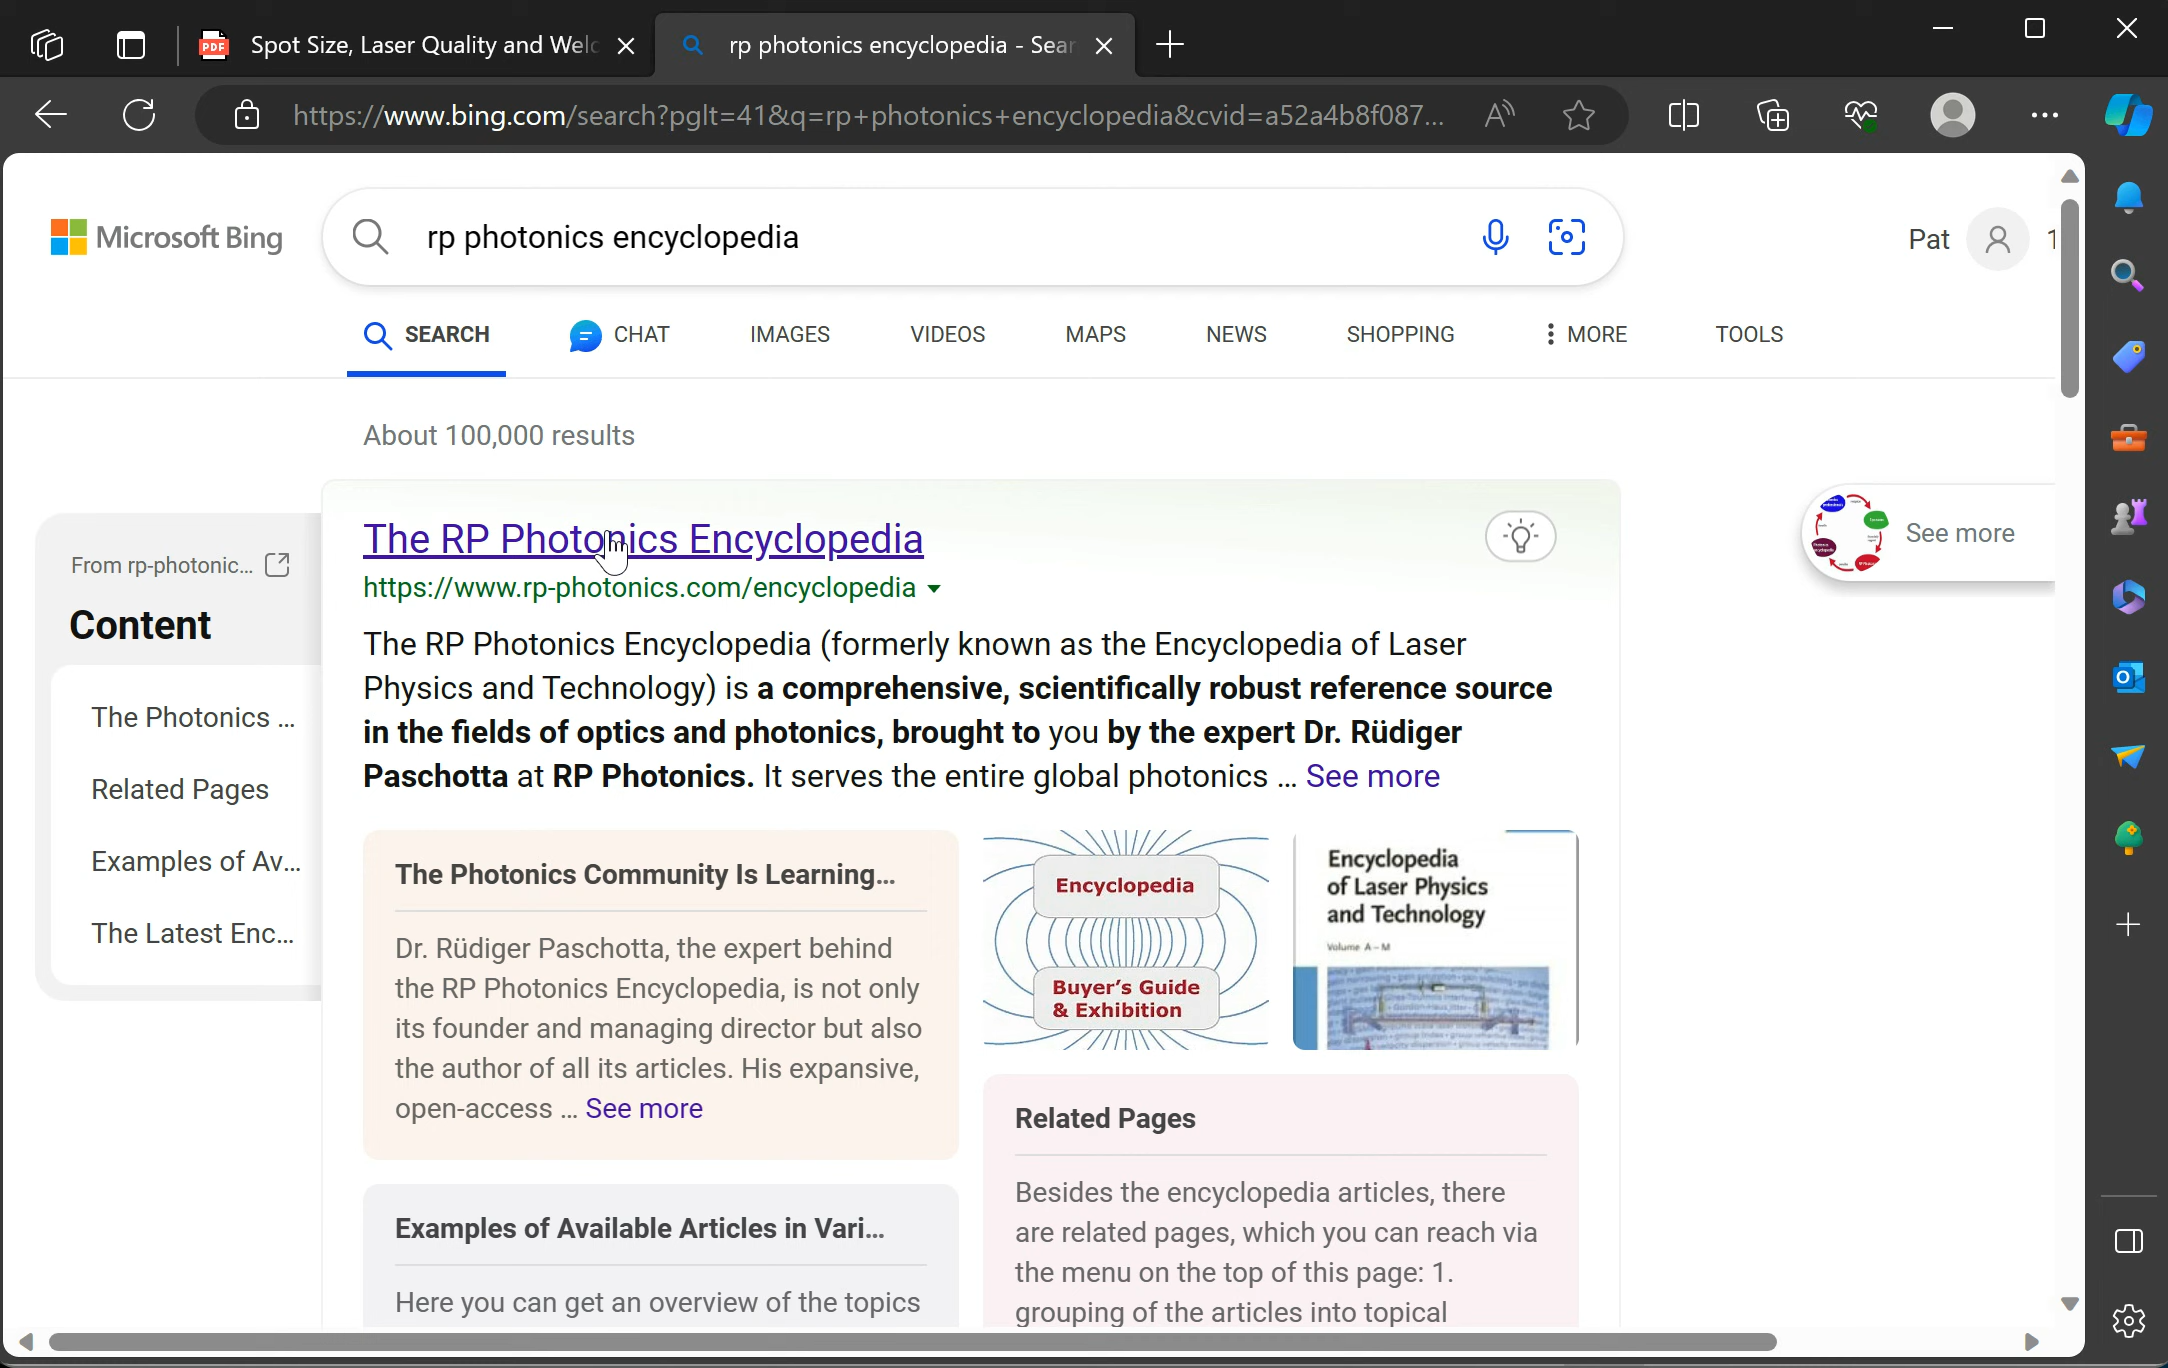 PDF
Spot Size, Laser Quality and Welc
rp photonics encyclopedia - Sear
https://www.bing.com/search?pglt=41&q=rp+photonics+encyclopedia&cvid=a52a4b8f087...
Microsoft Bing
rp photonics encyclopedia
Pat
1
SEARCH
CHAT
IMAGES
VIDEOS
MAPS
NEWS
SHOPPING
MORE
TOOLS
About 100,000 results
From rp-photonic...
Content
The Photonics ...
Related Pages
Examples of Av...
The Latest Enc...
The RP Photonics Encyclopedia
https://www.rp-photonics.com/encyclopedia
The RP Photonics Encyclopedia (formerly known as the Encyclopedia of Laser
Physics and Technology) is a comprehensive, scientifically robust reference source
in the fields of optics and photonics, brought to you by the expert Dr. Rüdiger
Paschotta at RP Photonics. It serves the entire global photonics ... See more
See more
The Photonics Community Is Learning...
Dr. Rüdiger Paschotta, the expert behind
the RP Photonics Encyclopedia, is not only
its founder and managing director but also
the author of all its articles. His expansive,
open-access ... See more
Encyclopedia
Buyer's Guide
& Exhibition
Encyclopedia
of Laser Physics
and Technology
Volume A – M
Examples of Available Articles in Vari...
Here you can get an overview of the topics
Related Pages
Besides the encyclopedia articles, there
are related pages, which you can reach via
the menu on the top of this page: 1.
grouping of the articles into topical